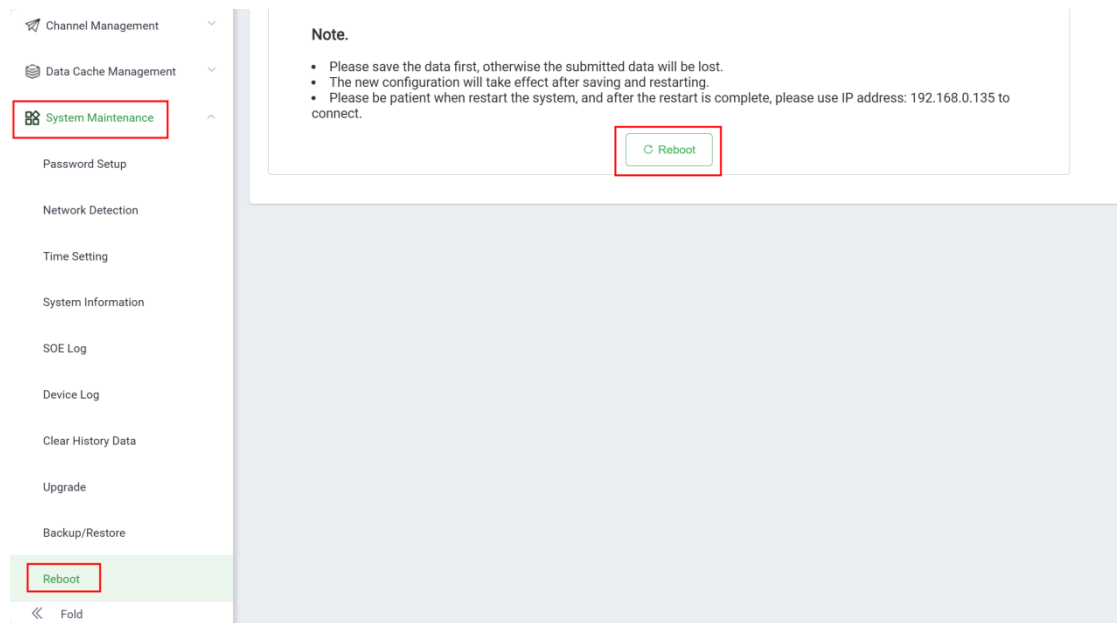 Channel Management
Data Cache Management
System Maintenance
Password Setup
Network Detection
Time Setting
System Information
SOE Log
Device Log
Clear History Data
Upgrade
Backup/Restore
Reboot
Fold
Note.
• Please save the data first, otherwise the submitted data will be lost.
• The new configuration will take effect after saving and restarting.
• Please be patient when restart the system, and after the restart is complete, please use IP address: 192.168.0.135 to
connect.
Reboot